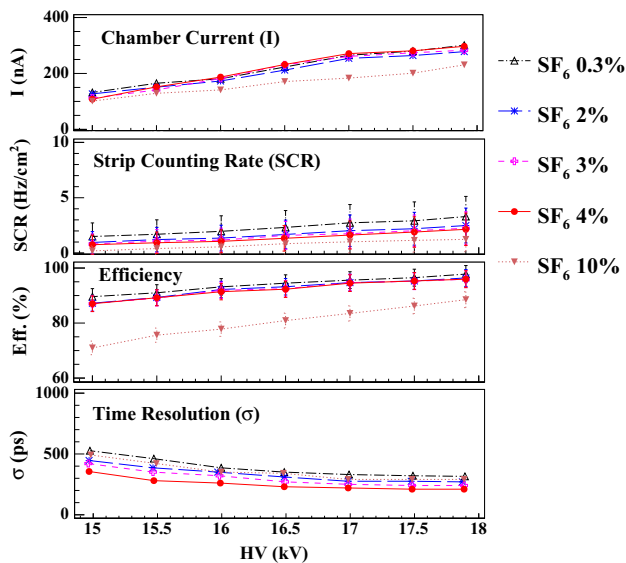 400
200
0
I (nA)
Chamber Current (I)
10
5
0
SCR (Hz/cm²)
Strip Counting Rate (SCR)
100
80
60
Eff. (%)
Efficiency
1000
500
0
σ (ps)
Time Resolution (σ)
15 15.5 16 16.5 17 17.5 18
HV (kV)
SF₆ 0.3%
SF₆ 2%
SF₆ 3%
SF₆ 4%
SF₆ 10%